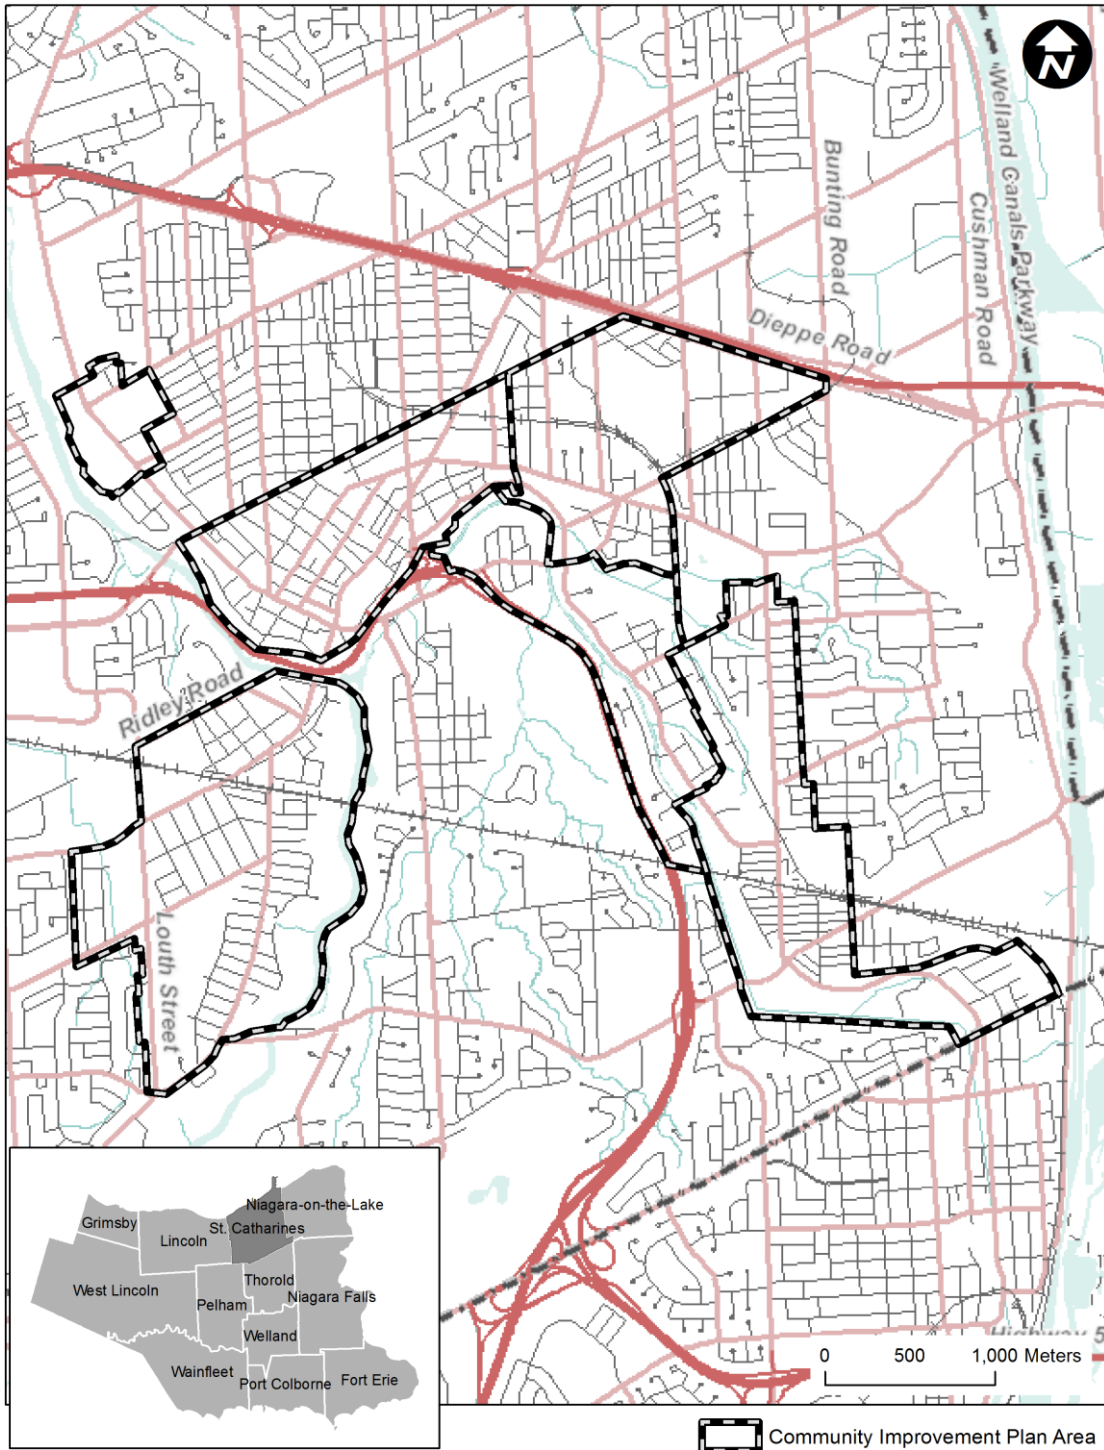 N
Welland Canals Parkway
Bunting Road
Cushman Road
Dieppe Road
Ridley Road
Louth Street
Niagara-on-the-Lake
Grimsby
St. Catharines
Lincoln
West Lincoln
Thorold
Pelham
Niagara Falls
Welland
Wainfleet
Port Colborne
Fort Erie
Highway 5
0 500 1,000 Meters
Community Improvement Plan Area